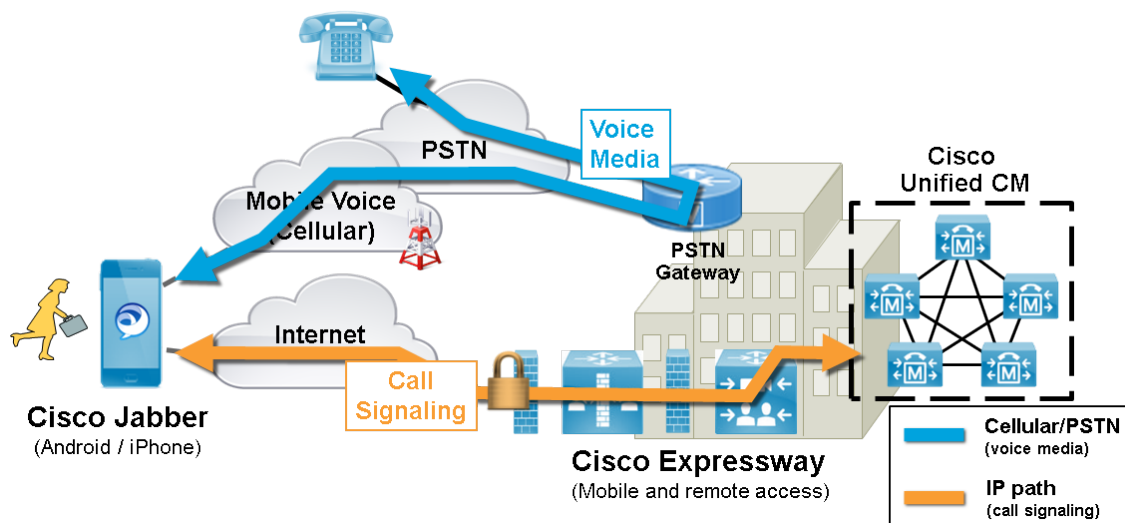 Voice
Media
PSTN
Cisco
Unified CM
Mobile Voice
(Cellular)
PSTN
Gateway
M
M
M
M
M
Internet
Call
Signaling
Cisco Jabber
(Android / iPhone)
Cisco Expressway
(Mobile and remote access)
Cellular/PSTN
(voice media)
IP path
(call signaling)